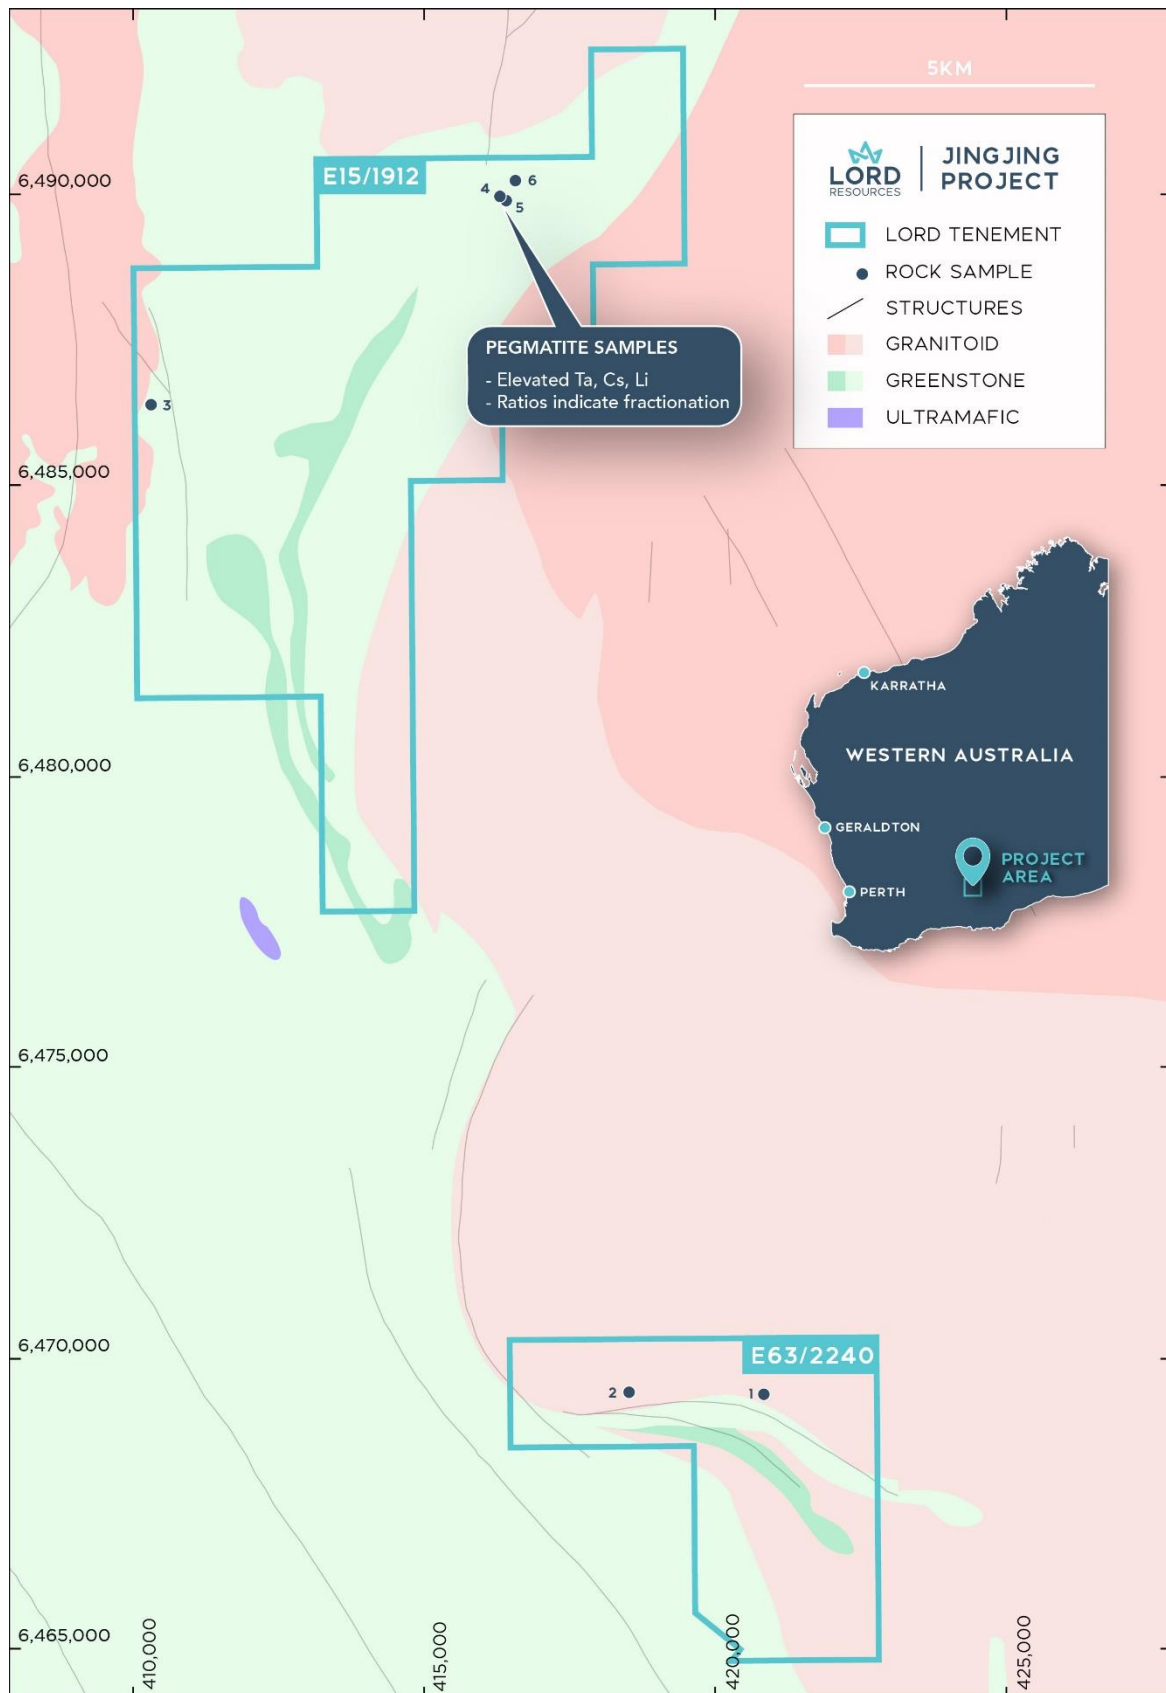 5KM
LORD
RESOURCES
JINGJING
PROJECT
LORD TENEMENT
ROCK SAMPLE
STRUCTURES
GRANITOID
GREENSTONE
ULTRAMAFIC
E15/1912
6,490,000
4
6
5
PEGMATITE SAMPLES
- Elevated Ta, Cs, Li
- Ratios indicate fractionation
3
6,485,000
KARRATHA
WESTERN AUSTRALIA
6,480,000
GERALDTON
PROJECT
AREA
PERTH
6,475,000
6,470,000
E63/2240
2
1
6,465,000
410,000
415,000
420,000
425,000